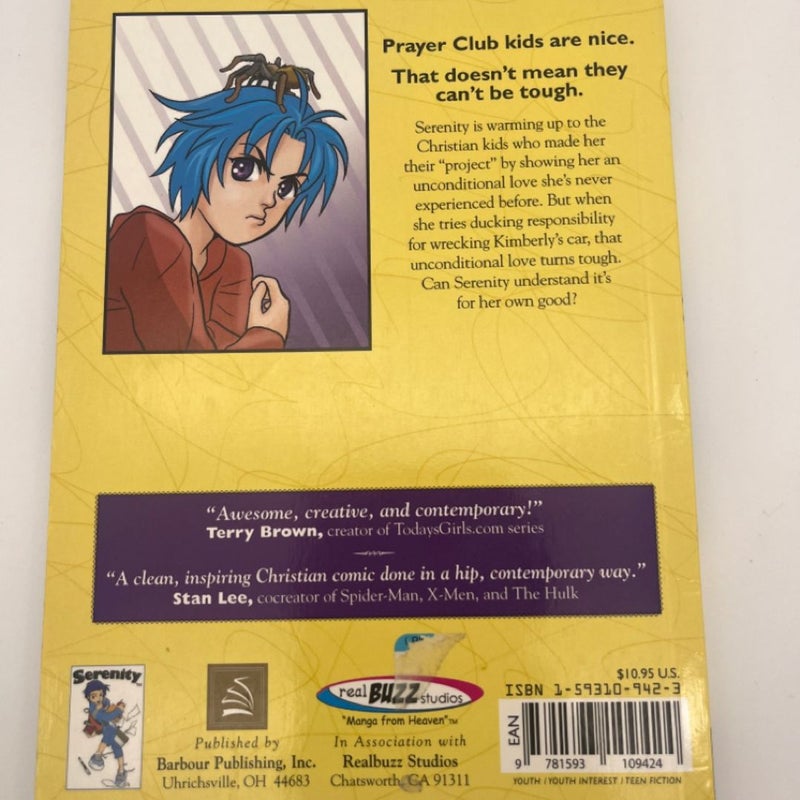 Prayer Club kids are nice.
That doesn't mean they
can't be tough.
Serenity is warming up to the
Christian kids who made her
their "project" by showing her an
unconditional love she's never
experienced before. But when
she tries ducking responsibility
for wrecking Kimberly's car, that
unconditional love turns tough.
Can Serenity understand it's
for her own good?
"Awesome, creative, and contemporary!"
Terry Brown, creator of TodaysGirls.com series
"A clean, inspiring Christian comic done in a hip, contemporary way."
Stan Lee, cocreator of Spider-Man, X-Men, and The Hulk
Serenity
Published by
Barbour Publishing, Inc.
Uhrichsville, OH 44683
real BUZZ studios
"Manga from Heaven"™
In Association with
Realbuzz Studios
Chatsworth, CA 91311
$10.95 U.S.
ISBN 1-59310-942-3
EAN
9 781593 109424
YOUTH / YOUTH INTEREST / TEEN FICTION